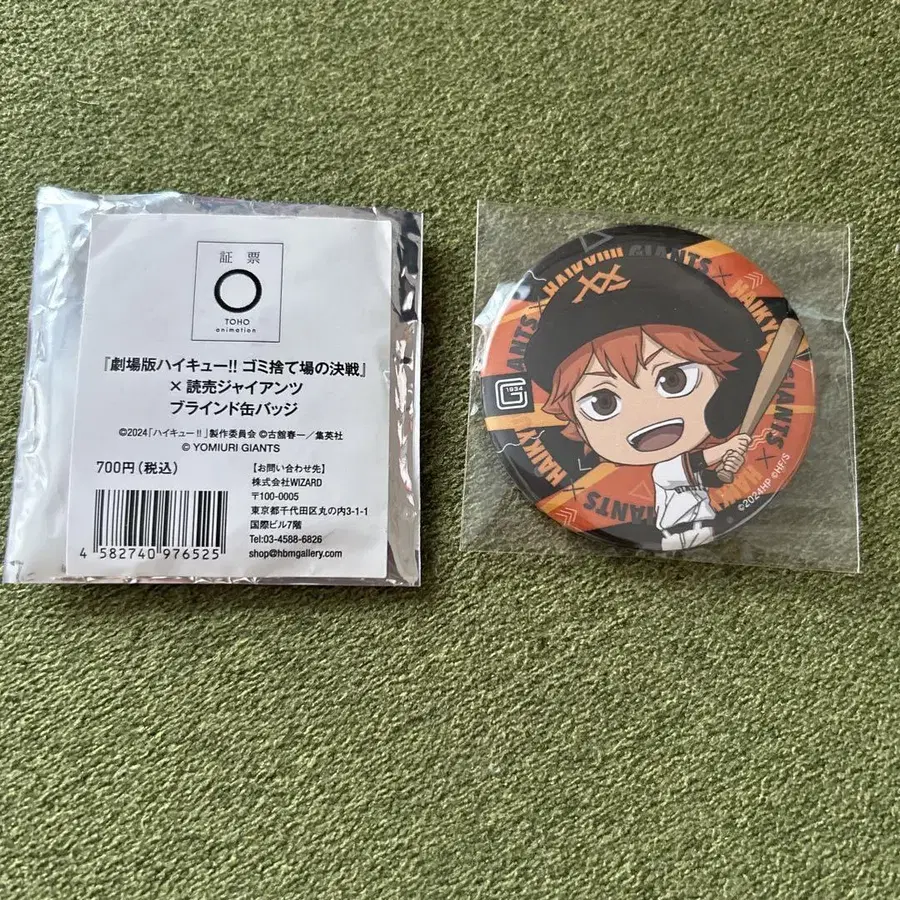 証票
TOHO
animation
『劇場版ハイキュー!! ゴミ捨て場の決戦』
×読売ジャイアンツ
ブラインド缶バッジ
©2024「ハイキュー!!」製作委員会 ©古舘春一/集英社
© YOMIURI GIANTS
700円(税込)
【お問い合わせ先】
株式会社WIZARD
〒100-0005
東京都千代田区丸の内3-1-1
国際ビル7階
Tel:03-4588-6826
shop@hbmgallery.com
4 582740 976525
HAIKYU!! GIANTS × HAIKYU
ANTS ×
GIANTS
1934
G
HAIKY
× GIANTS
×
©2024HP ©HF/S